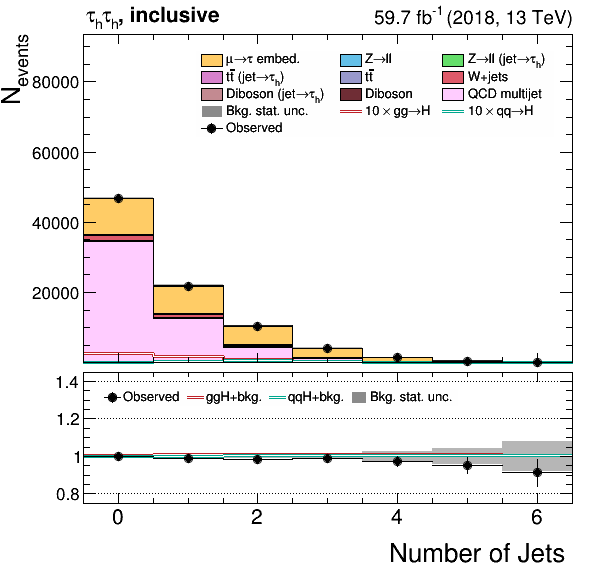 τhτh, inclusive 59.7 fb-1 (2018, 13 TeV)
Nevents
μ→τ embed. Z→ll Z→ll (jet→τh)
tt̄ (jet→τh) tt̄ W+jets
Diboson (jet→τh) Diboson QCD multijet
Bkg. stat. unc. 10 × gg→H 10 × qq→H
Observed
80000
60000
40000
20000
1.4
Observed ggH+bkg. qqH+bkg. Bkg. stat. unc.
1.2
1
0.8
0 2 4 6
Number of Jets